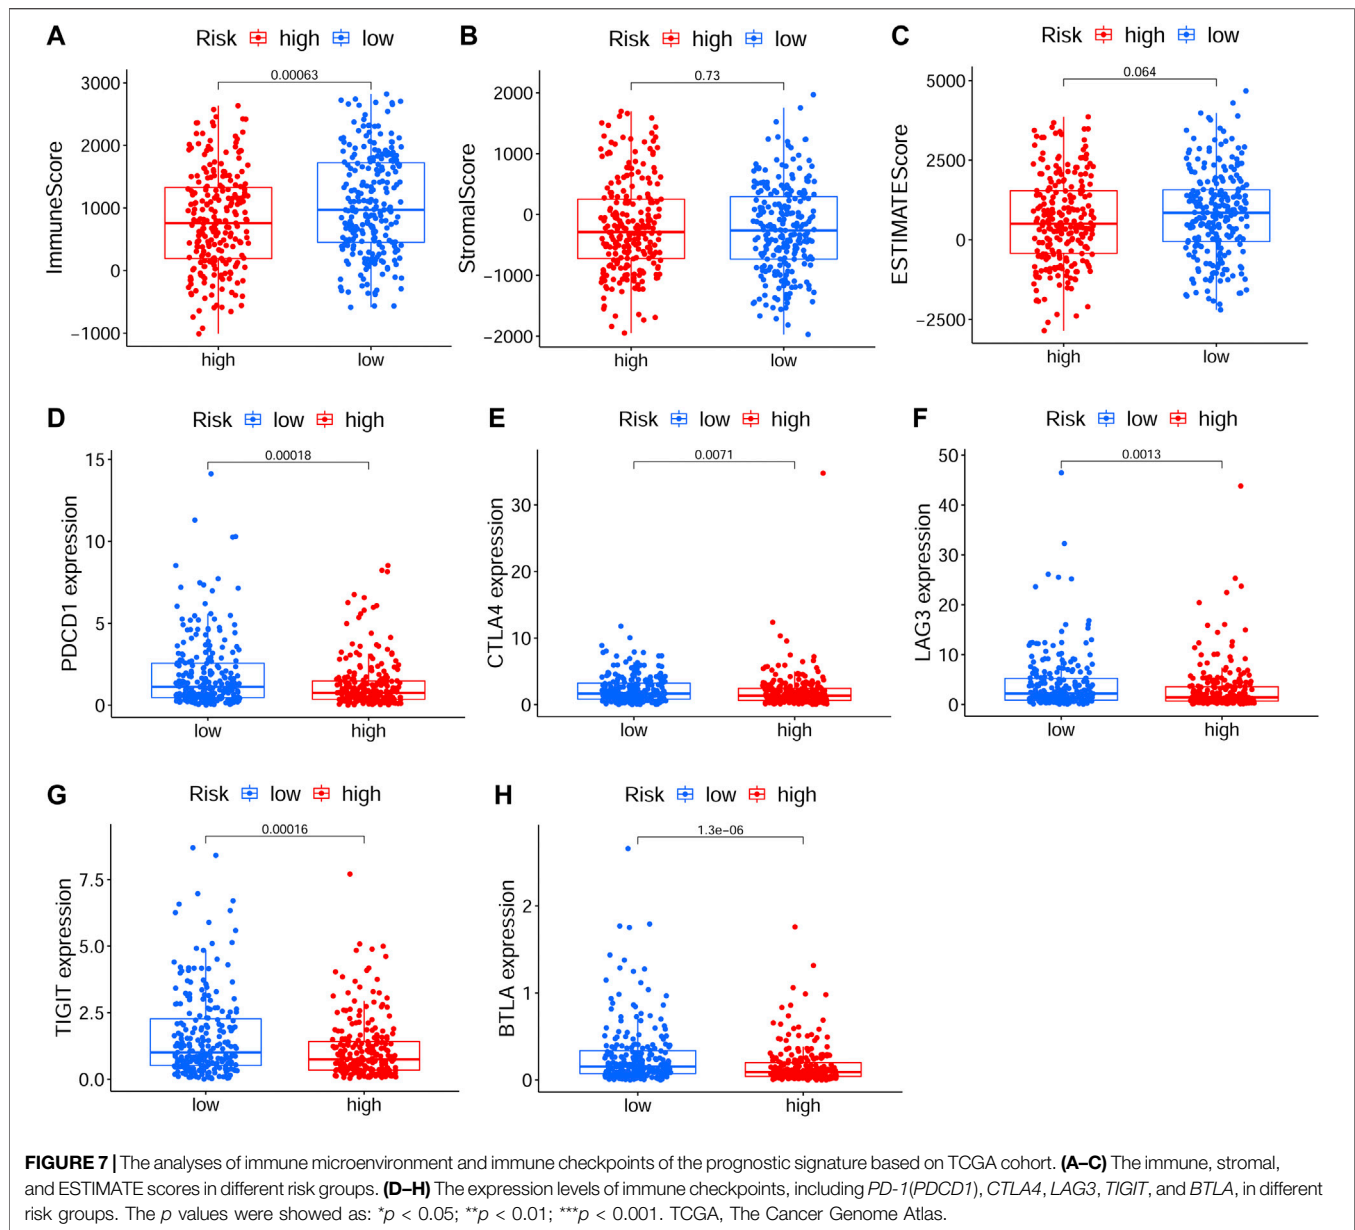 A
Risk high low
3000
2000
1000
0
−1000
ImmuneScore
0.00063
high low
B
Risk high low
2000
1000
0
−1000
−2000
StromalScore
0.73
high low
C
Risk high low
5000
2500
0
−2500
ESTIMATEScore
0.064
high low
D
Risk low high
15
10
5
0
PDCD1 expression
0.00018
low high
E
Risk low high
30
20
10
0
CTLA4 expression
0.0071
low high
F
Risk low high
50
40
30
20
10
0
LAG3 expression
0.0013
low high
G
Risk low high
7.5
5.0
2.5
0.0
TIGIT expression
0.00016
low high
H
Risk low high
2
1
0
BTLA expression
1.3e−06
low high
FIGURE 7 | The analyses of immune microenvironment and immune checkpoints of the prognostic signature based on TCGA cohort. (A–C) The immune, stromal,
and ESTIMATE scores in different risk groups. (D–H) The expression levels of immune checkpoints, including PD-1(PDCD1), CTLA4, LAG3, TIGIT, and BTLA, in different
risk groups. The p values were showed as: *p < 0.05; **p < 0.01; ***p < 0.001. TCGA, The Cancer Genome Atlas.